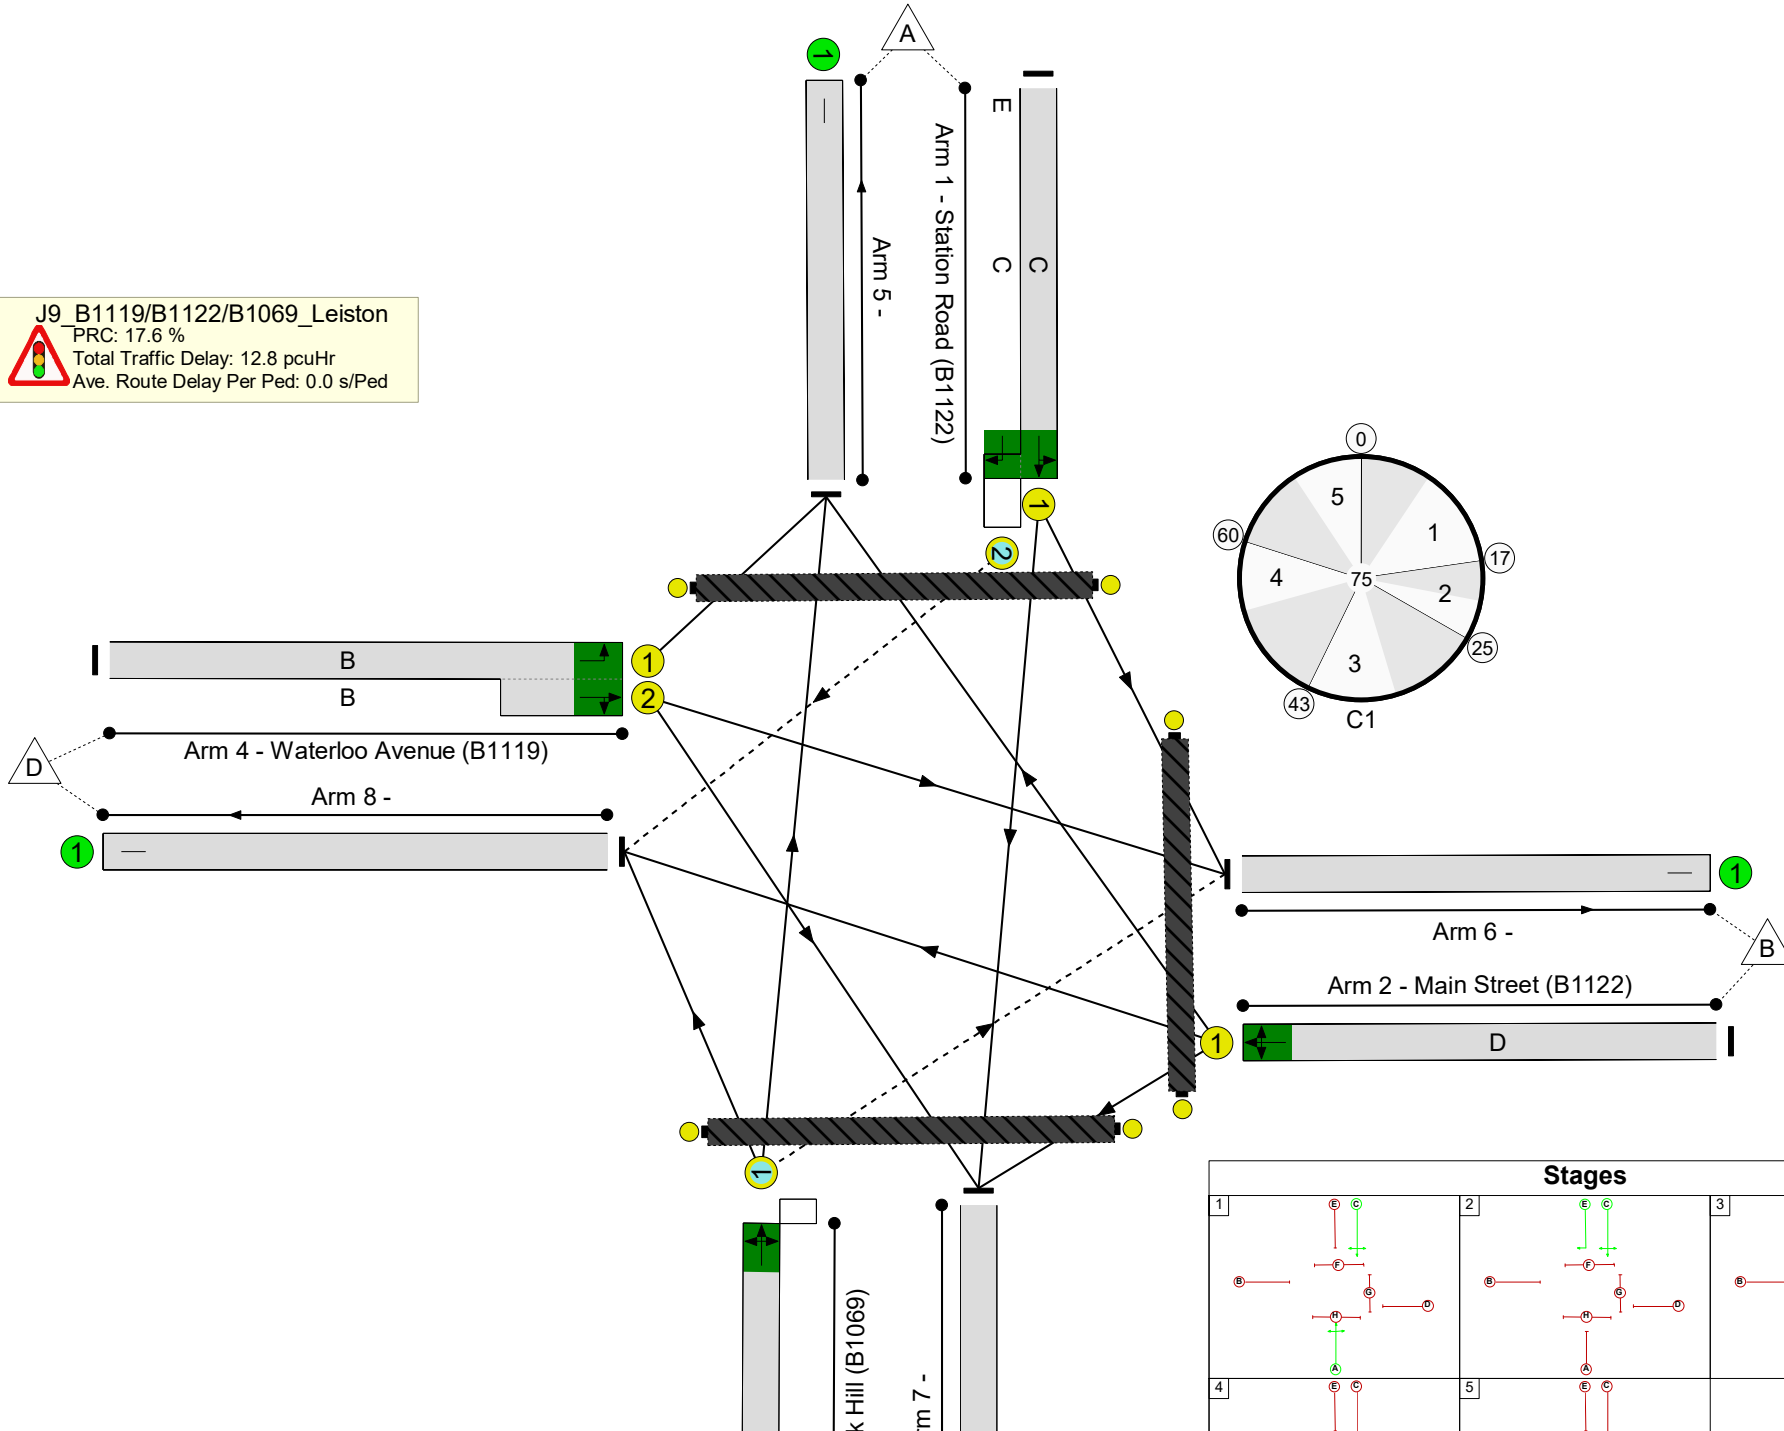 A
1
E
Arm 1 - Station Road (B1122)
C
C
Arm 5 -
J9_B1119/B1122/B1069_Leiston
PRC: 17.6 %
Total Traffic Delay: 12.8 pcuHr
Ave. Route Delay Per Ped: 0.0 s/Ped
1
2
0
5
1
60
17
75
4
2
25
3
43
C1
B
1
B
2
Arm 4 - Waterloo Avenue (B1119)
D
Arm 8 -
1
1
Arm 6 -
B
Arm 2 - Main Street (B1122)
1
D
1
k Hill (B1069)
m 7 -
Stages
1
E C
F
B
G
D
H
A
2
E C
F
B
G
D
H
A
3
B
4
E C
5
E C